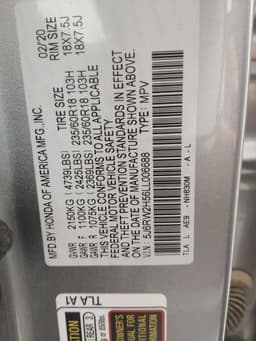 MFD. BY HONDA OF AMERICA MFG., INC. 02/20
TIRE SIZE RIM SIZE
GVWR 2150KG (4739LBS)
GAWR F 1100KG (2425LBS) 235/60R18 103H 18X7.5J
GAWR R 1075KG (2369LBS) 235/60R18 103H 18X7.5J
THIS VEHICLE CONFORMS TO ALL APPLICABLE
FEDERAL MOTOR VEHICLE SAFETY
AND THEFT PREVENTION STANDARDS IN EFFECT
ON THE DATE OF MANUFACTURE SHOWN ABOVE.
V.I.N: 5J6RW2H56LL006688 TYPE: MPV
TLA L AE9 - NH830M - A - L
TLA A1
REAR 3